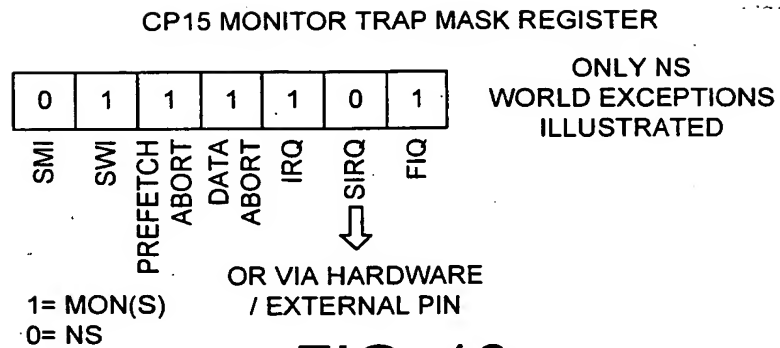 CP15 MONITOR TRAP MASK REGISTER
0 1 1 1 1 0 1
ONLY NS
WORLD EXCEPTIONS
ILLUSTRATED
SMI
SWI
PREFETCH
ABORT
DATA
ABORT
IRQ
SIRQ
FIQ
OR VIA HARDWARE
/ EXTERNAL PIN
1= MON(S)
0= NS